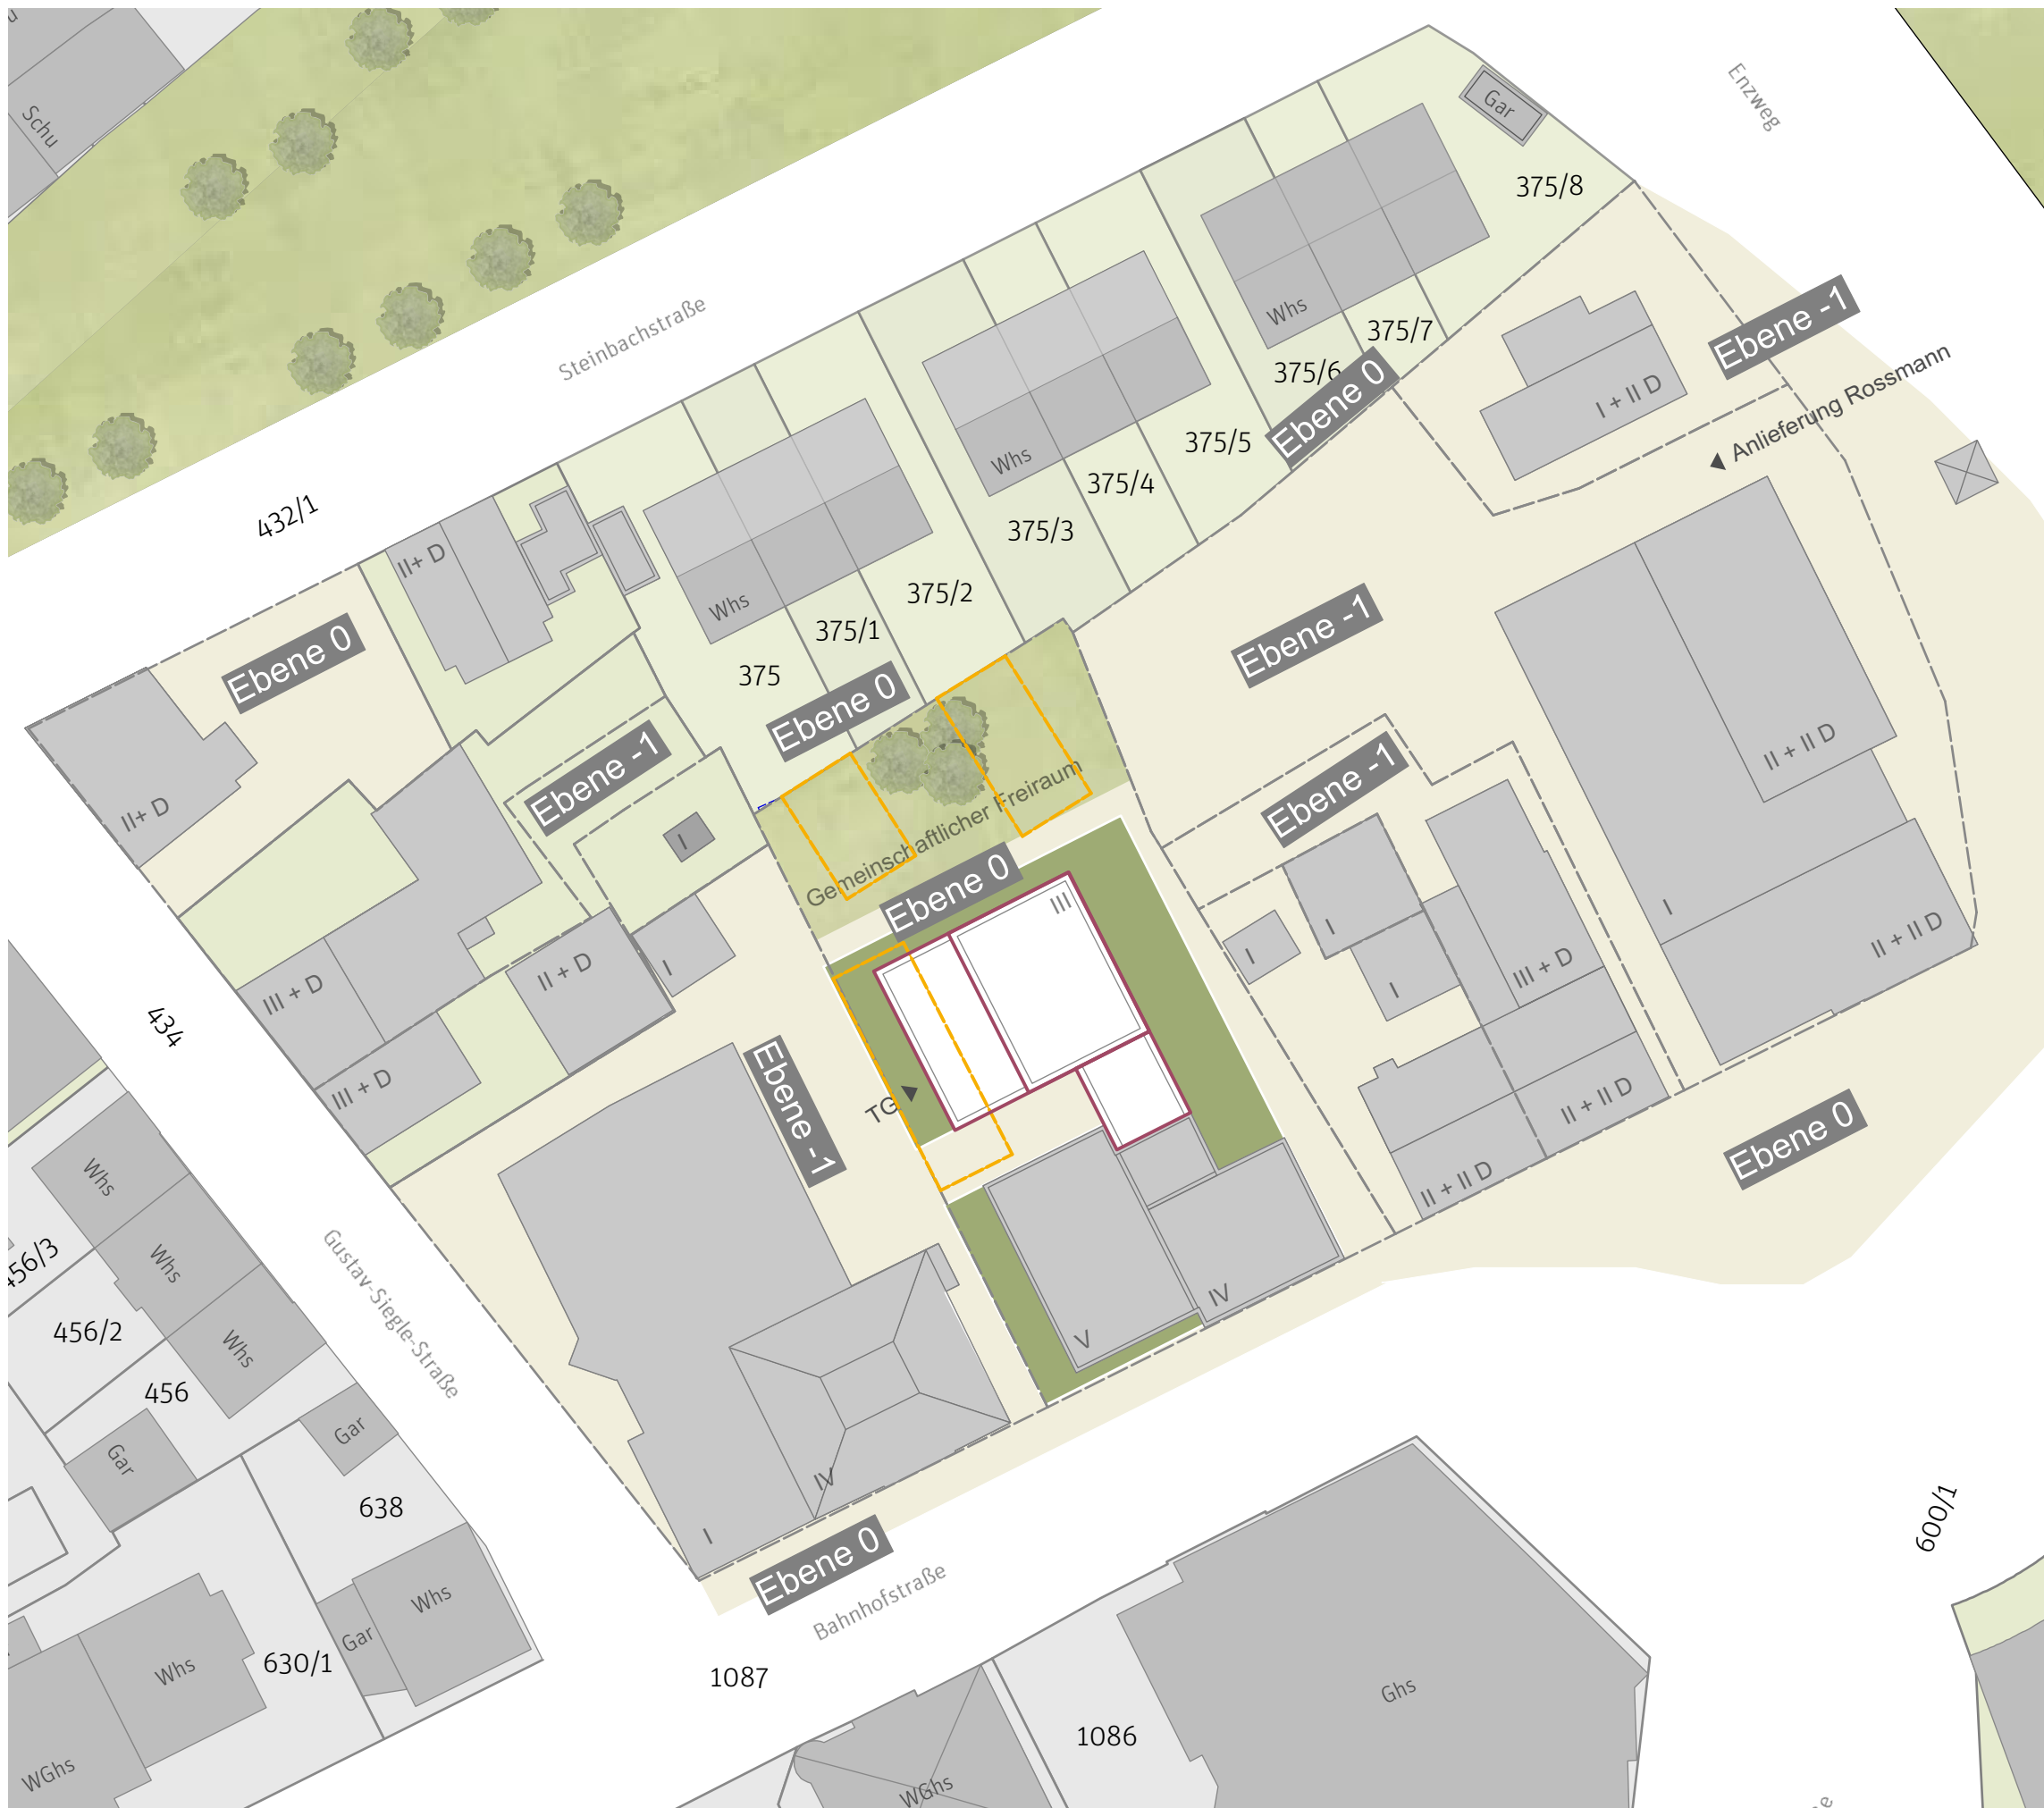 Schu
Enzweg
Gar
375/8
Steinbachstraße
Whs
375/7
375/6
Ebene 0
Ebene -1
I + II D
Anlieferung Rossmann
Whs
375/5
375/4
375/3
432/1
II+ D
Whs
375/2
375/1
375
Ebene 0
Ebene -1
Ebene 0
Ebene -1
Ebene -1
II + II D
II+ D
I
Gemeinschaftlicher Freiraum
Ebene 0
III
I
II + II D
I
I
I
III + D
III + D
II + D
I
434
III + D
Ebene -1
TG
II + II D
II + II D
Ebene 0
Whs
Whs
Whs
456/3
456/2
456
Gar
Gar
Gustav-Siegle-Straße
IV
V
IV
I
Ebene 0
Bahnhofstraße
638
Whs
Gar
630/1
Whs
WGhs
1087
1086
Ghs
WGhs
600/1